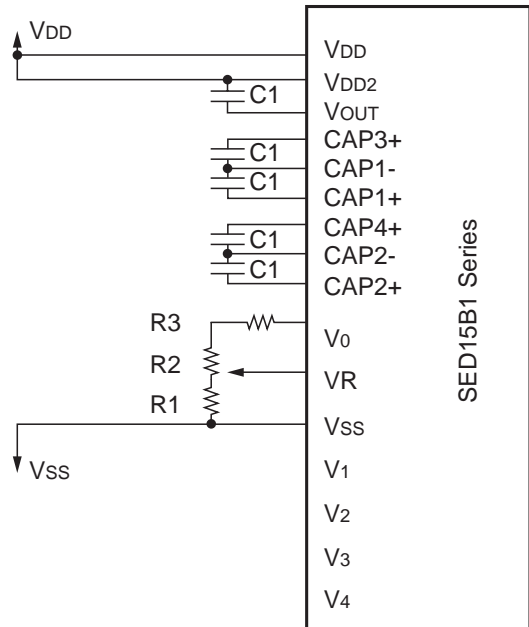 VDD
VDD
VDD2
C1
VOUT
CAP3+
C1
CAP1-
C1
CAP1+
CAP4+
C1
CAP2-
C1
CAP2+
R3
V0
R2
VR
R1
VSS
VSS
V1
V2
V3
V4
SED15B1 Series